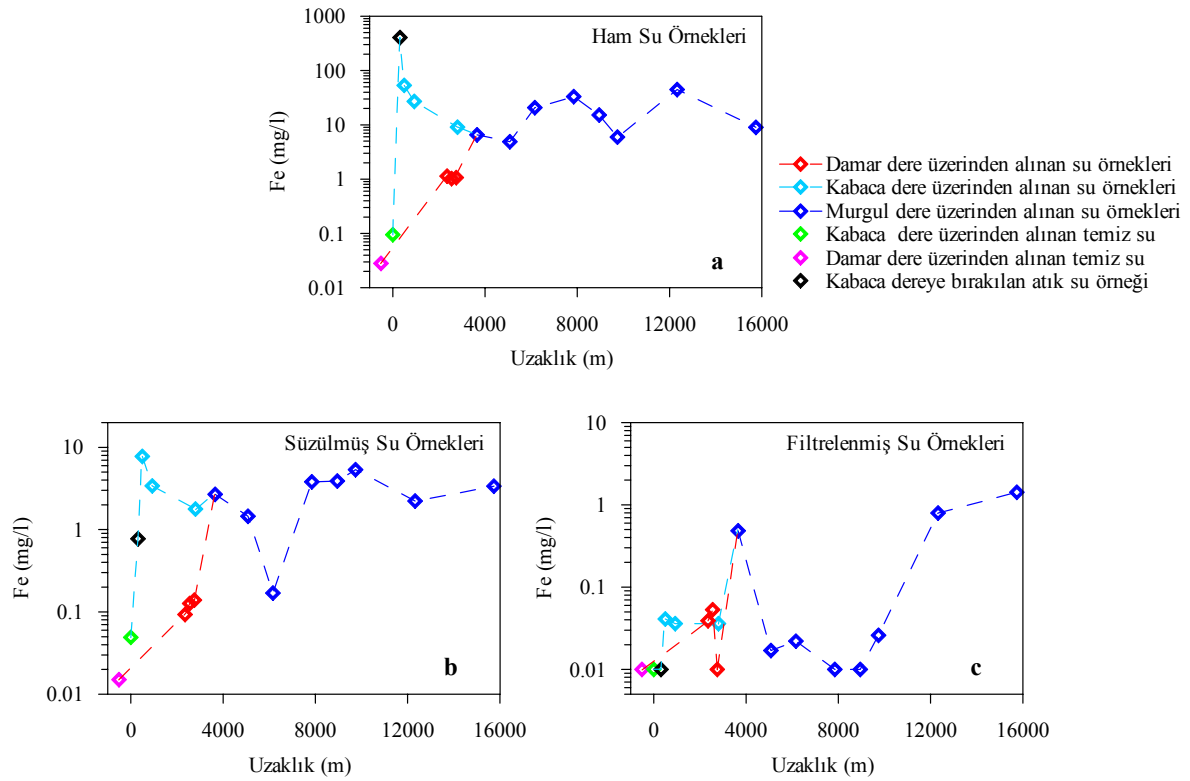 Ham Su Örnekleri
1000
100
10
1
0.1
0.01
Fe (mg/l)
a
0 4000 8000 12000 16000
Uzaklık (m)
Damar dere üzerinden alınan su örnekleri
Kabaca dere üzerinden alınan su örnekleri
Murgul dere üzerinden alınan su örnekleri
Kabaca dere üzerinden alınan temiz su
Damar dere üzerinden alınan temiz su
Kabaca dereye bırakılan atık su örneği
Süzülmüş Su Örnekleri
10
1
0.1
0.01
Fe (mg/l)
b
0 4000 8000 12000 16000
Uzaklık (m)
Filtrelenmiş Su Örnekleri
10
1
0.1
0.01
Fe (mg/l)
c
0 4000 8000 12000 16000
Uzaklık (m)